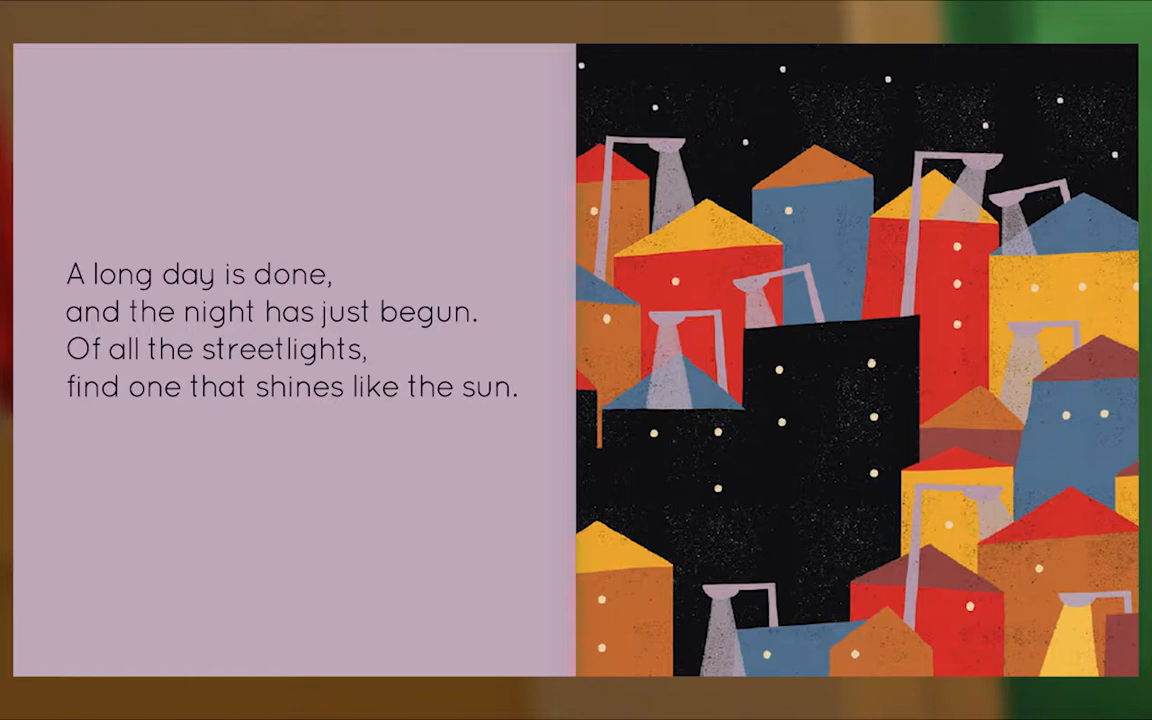 A long day is done,
and the night has just begun.
Of all the streetlights,
find one that shines like the sun.